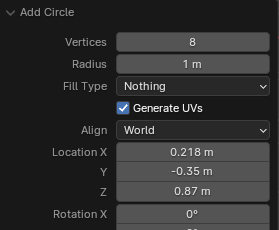 Add Circle
Vertices 8
Radius 1 m
Fill Type Nothing
Generate UVs
Align World
Location X 0.218 m
Y -0.35 m
Z 0.87 m
Rotation X 0°